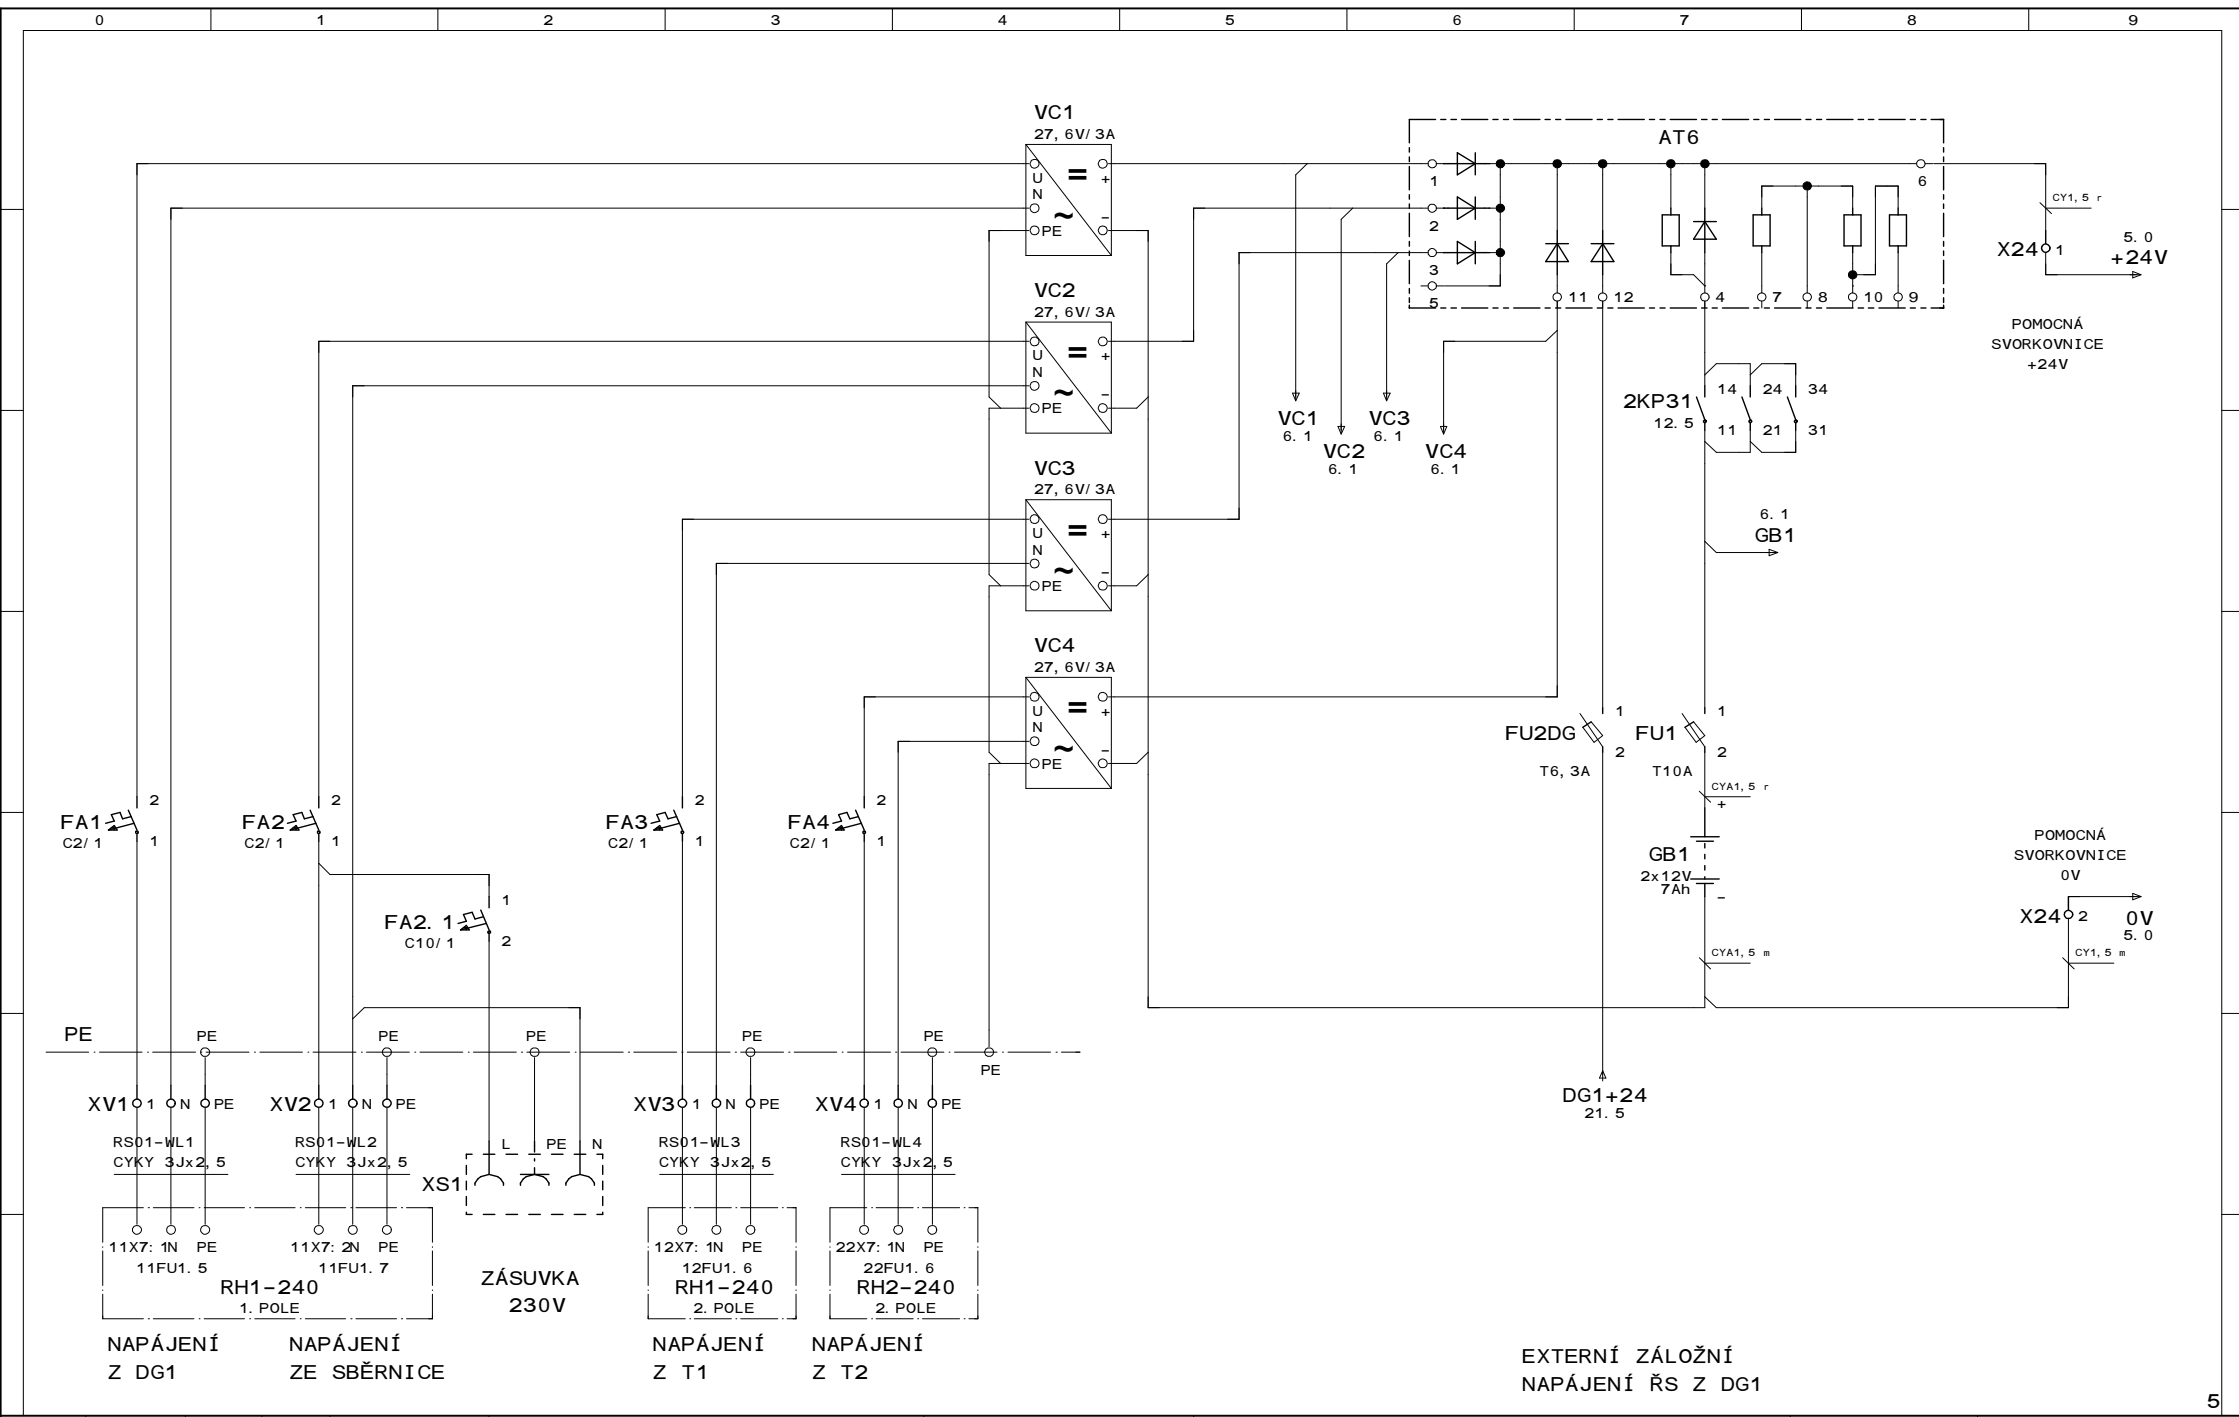 0 1 2 3 4 5 6 7 8 9
VC1
27, 6V/ 3A
U
N
PE
=
~
+
–
VC2
27, 6V/ 3A
U
N
PE
=
~
+
–
VC3
27, 6V/ 3A
U
N
PE
=
~
+
–
VC4
27, 6V/ 3A
U
N
PE
=
~
+
–
AT6
1
2
3
5
6
11 12 4 7 8 10 9
CY1, 5 r
X24 1
5. 0
+24V
POMOCNÁ
SVORKOVNICE
+24V
VC1
6. 1
VC2
6. 1
VC3
6. 1
VC4
6. 1
2KP31
12. 5
14 24 34
11 21 31
6. 1
GB1
FU2DG
1
2
T6, 3A
FU1
1
2
T10A
CYA1, 5 r
+
GB1
2x12V
7Ah
–
CYA1, 5 m
POMOCNÁ
SVORKOVNICE
0V
X24 2
0V
5. 0
CY1, 5 m
DG1+24
21. 5
FA1
C2/ 1
2
1
FA2
C2/ 1
2
1
FA3
C2/ 1
2
1
FA4
C2/ 1
2
1
FA2. 1
C10/ 1
1
2
PE
PE PE PE PE PE
PE
XV1 1 N PE
XV2 1 N PE
XV3 1 N PE
XV4 1 N PE
RS01-WL1
CYKY 3Jx2, 5
RS01-WL2
CYKY 3Jx2, 5
L PE N
XS1
RS01-WL3
CYKY 3Jx2, 5
RS01-WL4
CYKY 3Jx2, 5
11X7: 1N PE
11FU1. 5
11X7: 2N PE
11FU1. 7
RH1-240
1. POLE
ZÁSUVKA
230V
12X7: 1N PE
12FU1. 6
RH1-240
2. POLE
22X7: 1N PE
22FU1. 6
RH2-240
2. POLE
NAPÁJENÍ
Z DG1
NAPÁJENÍ
ZE SBĚRNICE
NAPÁJENÍ
Z T1
NAPÁJENÍ
Z T2
EXTERNÍ ZÁLOŽNÍ
NAPÁJENÍ ŘS Z DG1
5